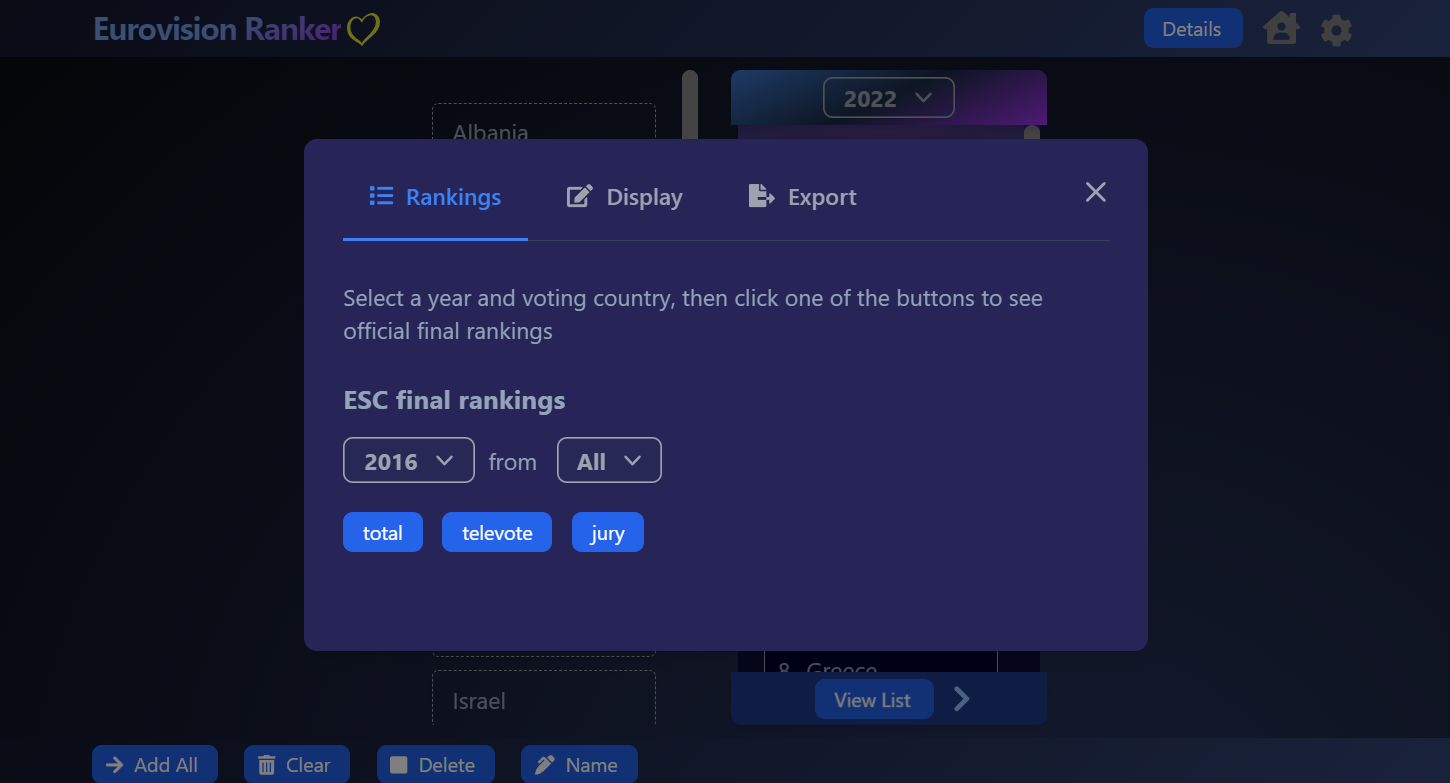 Eurovision Ranker
Details
2022
Albania
Rankings
Display
Export
Select a year and voting country, then click one of the buttons to see
official final rankings
ESC final rankings
2016 from All
total televote jury
8 Greece
Israel
View List
Add All
Clear
Delete
Name